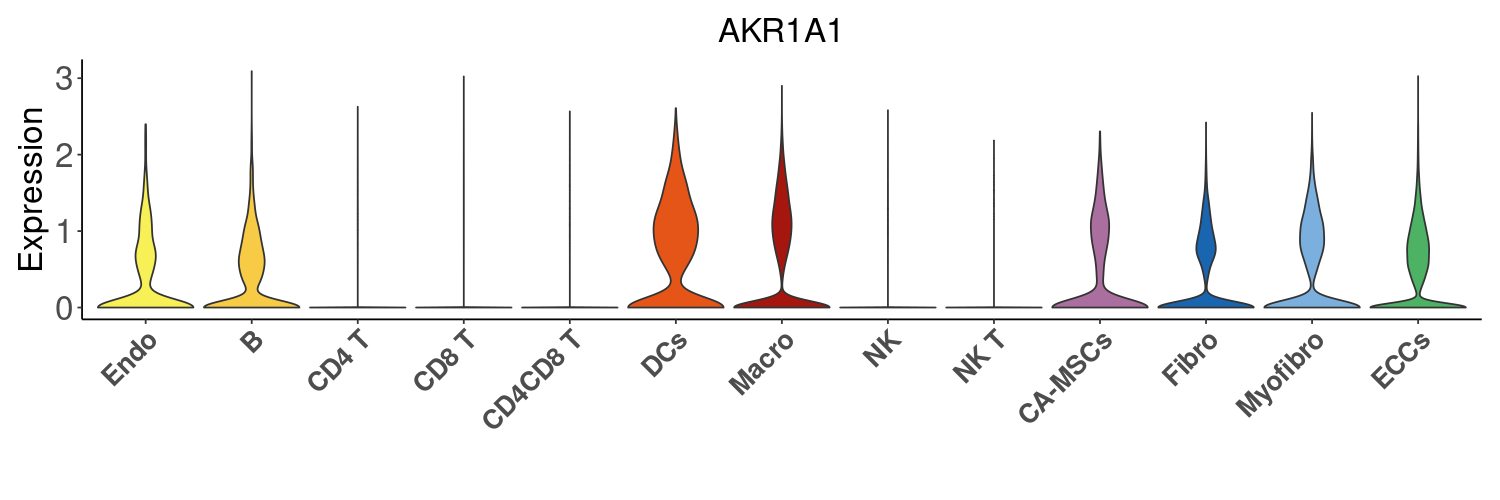 AKR1A1
Expression
3
2
1
0
Endo
B
CD4 T
CD8 T
CD4CD8 T
DCs
Macro
NK
NK T
CA-MSCs
Fibro
Myofibro
ECCs